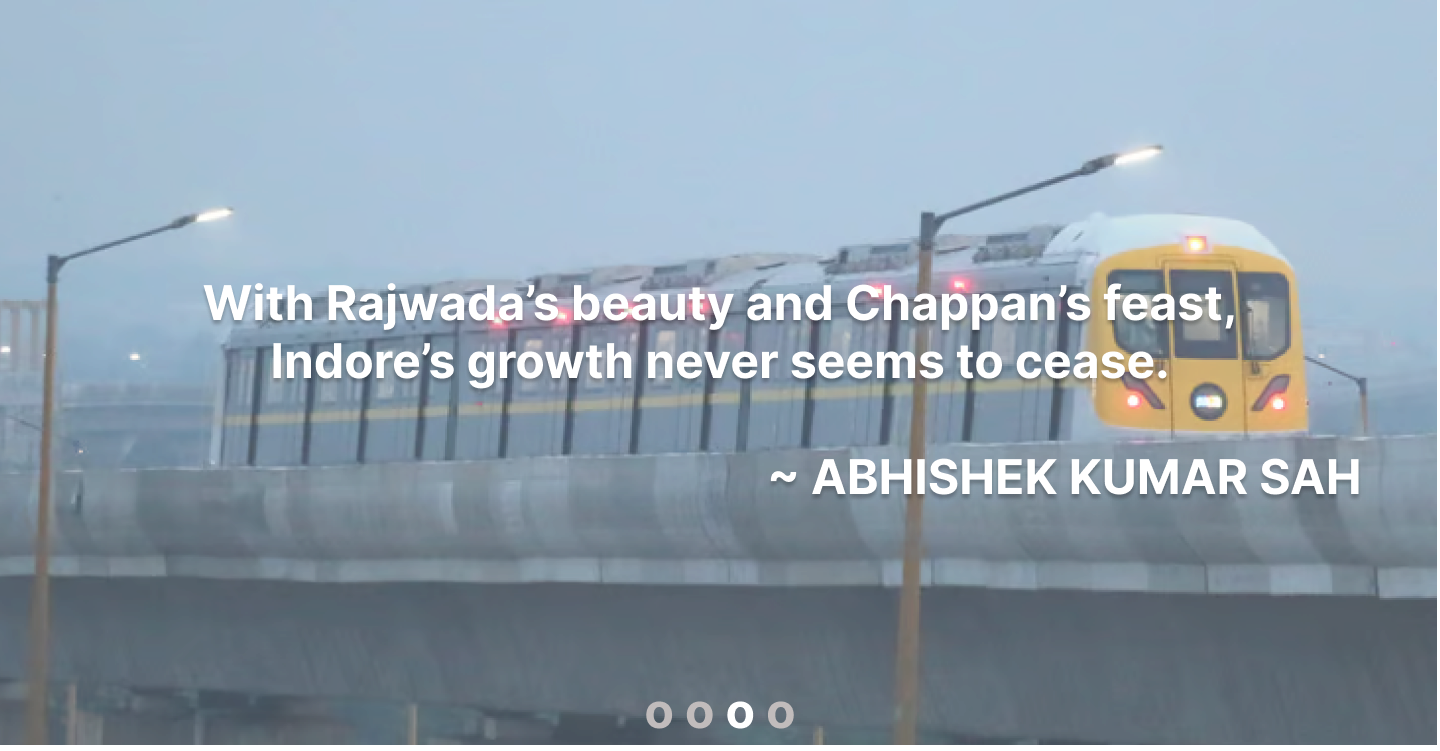 With Rajwada’s beauty and Chappan’s feast,
Indore’s growth never seems to cease.
~ ABHISHEK KUMAR SAH